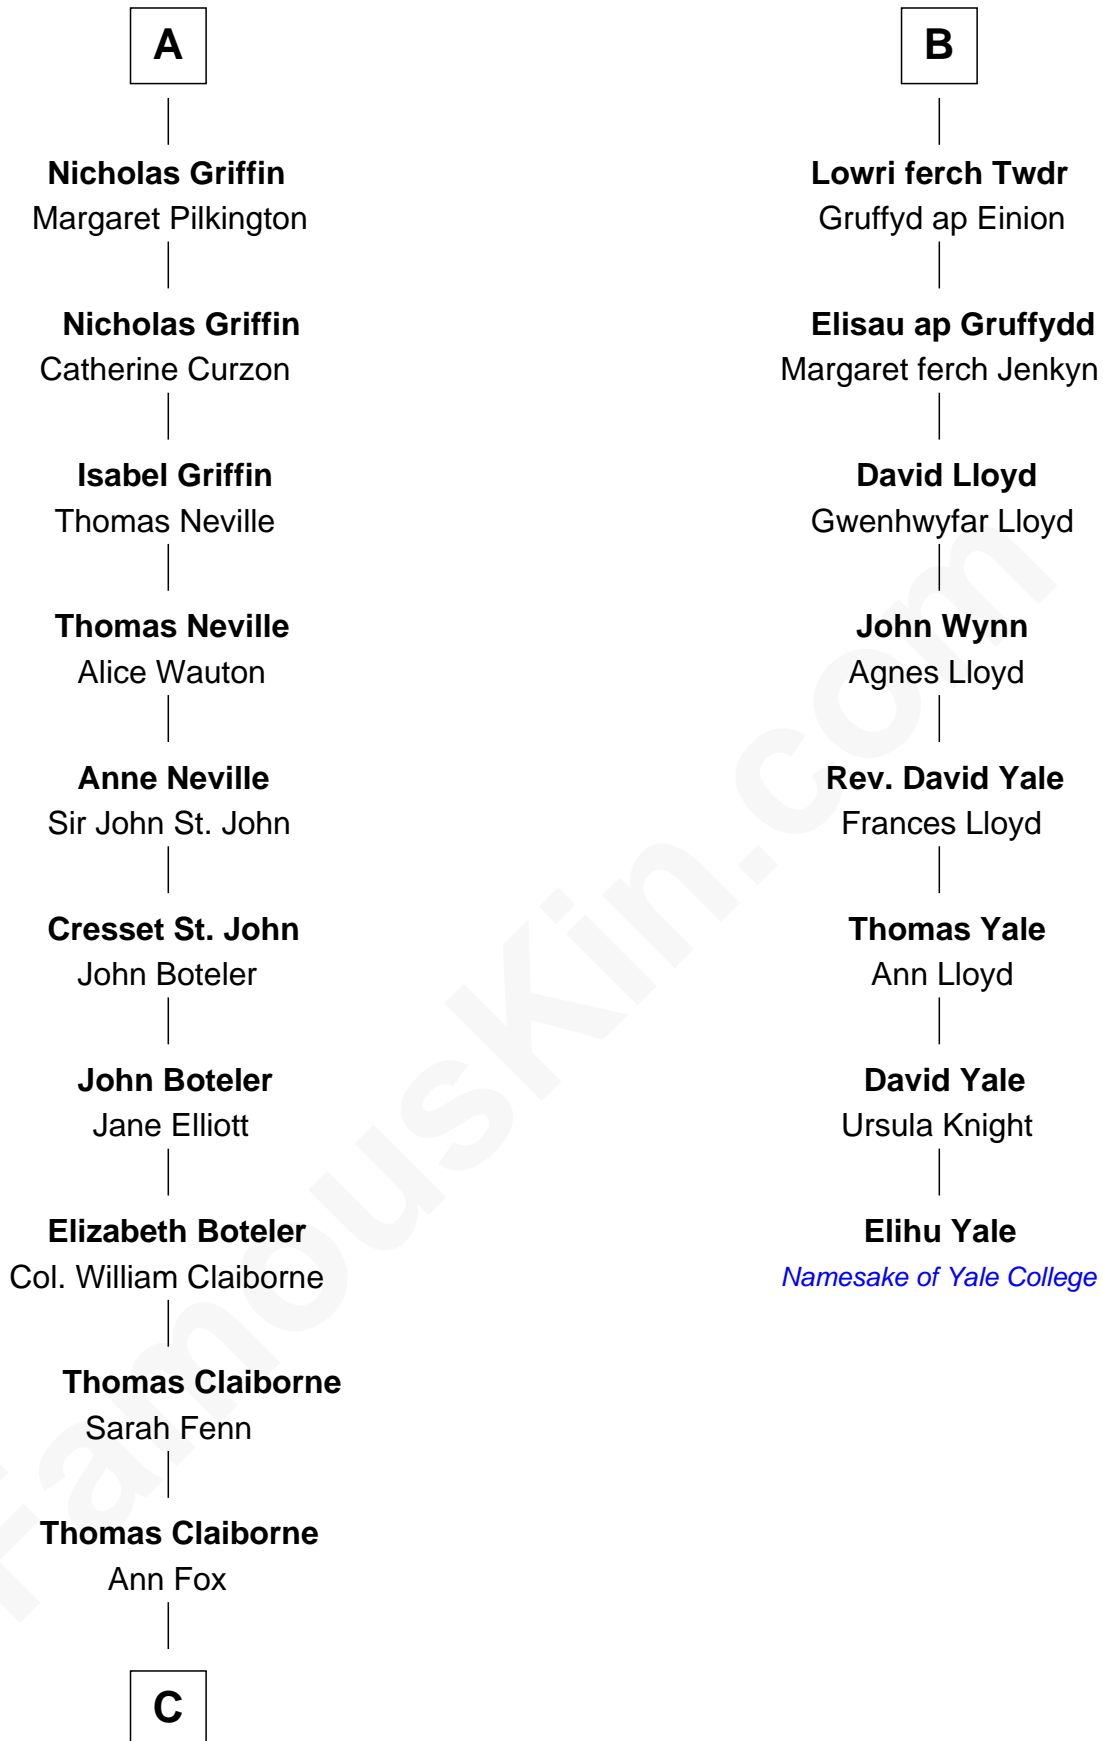 A
Nicholas Griffin
Margaret Pilkington
Nicholas Griffin
Catherine Curzon
Isabel Griffin
Thomas Neville
Thomas Neville
Alice Wauton
Anne Neville
Sir John St. John
Cresset St. John
John Boteler
John Boteler
Jane Elliott
Elizabeth Boteler
Col. William Claiborne
Thomas Claiborne
Sarah Fenn
Thomas Claiborne
Ann Fox
C
B
Lowri ferch Twdr
Gruffyd ap Einion
Elisau ap Gruffydd
Margaret ferch Jenkyn
David Lloyd
Gwenhwyfar Lloyd
John Wynn
Agnes Lloyd
Rev. David Yale
Frances Lloyd
Thomas Yale
Ann Lloyd
David Yale
Ursula Knight
Elihu Yale
Namesake of Yale College
FamousKin.com